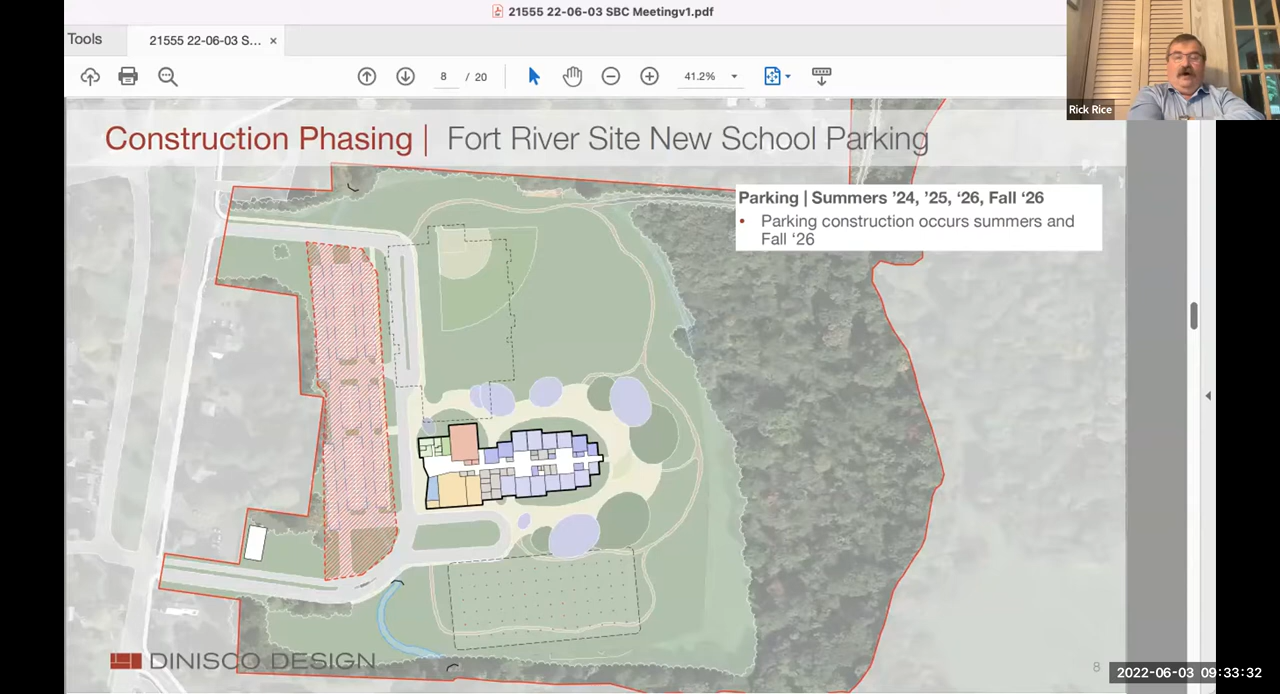 21555 22-06-03 SBC Meetingv1.pdf
Tools
21555 22-06-03 S... ×
8 / 20
41.2%
Rick Rice
Construction Phasing | Fort River Site New School Parking
Parking | Summers ’24, ’25, ‘26, Fall ‘26
• Parking construction occurs summers and
Fall ‘26
DINISCO DESIGN
8
2022-06-03 09:33:32